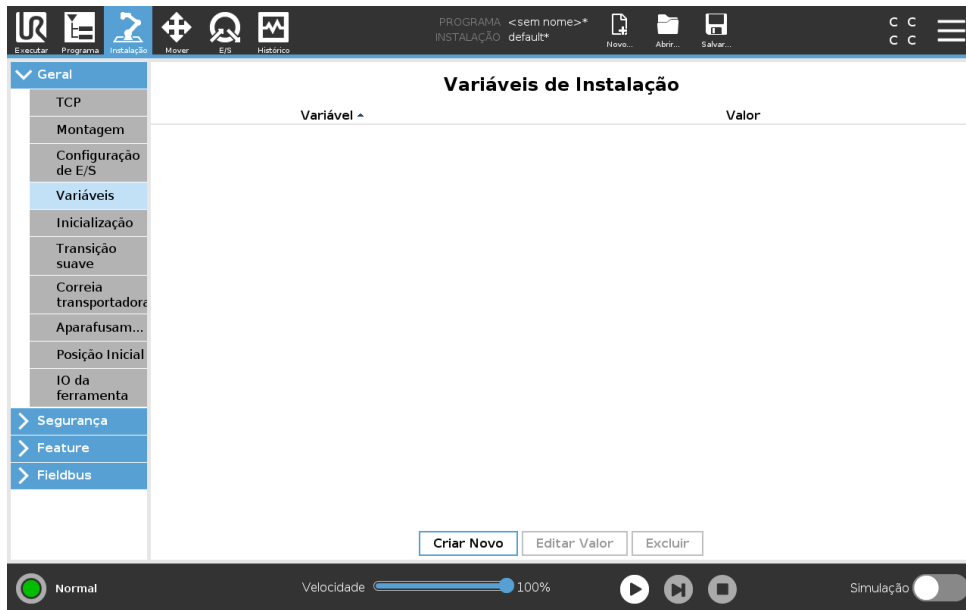 UR
Executar
Programa
Instalação
Mover
E/S
Histórico
PROGRAMA <sem nome>*
INSTALAÇÃO default*
Novo...
Abrir...
Salvar...
C C
C C
Geral
TCP
Montagem
Configuração
de E/S
Variáveis
Inicialização
Transição
suave
Correia
transportadora
Aparafusam...
Posição Inicial
IO da
ferramenta
Segurança
Feature
Fieldbus
Variáveis de Instalação
Variável
Valor
Criar Novo
Editar Valor
Excluir
Normal
Velocidade
100%
Simulação